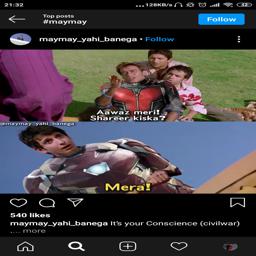 21:32
...128KB/s
Top posts
#maymay
Follow
maymay_yahi_banega • Follow
Aawaz meri!
Shareer kiska?
@maymay_yahi_banega
Mera!
540 likes
maymay_yahi_banega It's your Conscience (civilwar)
... more